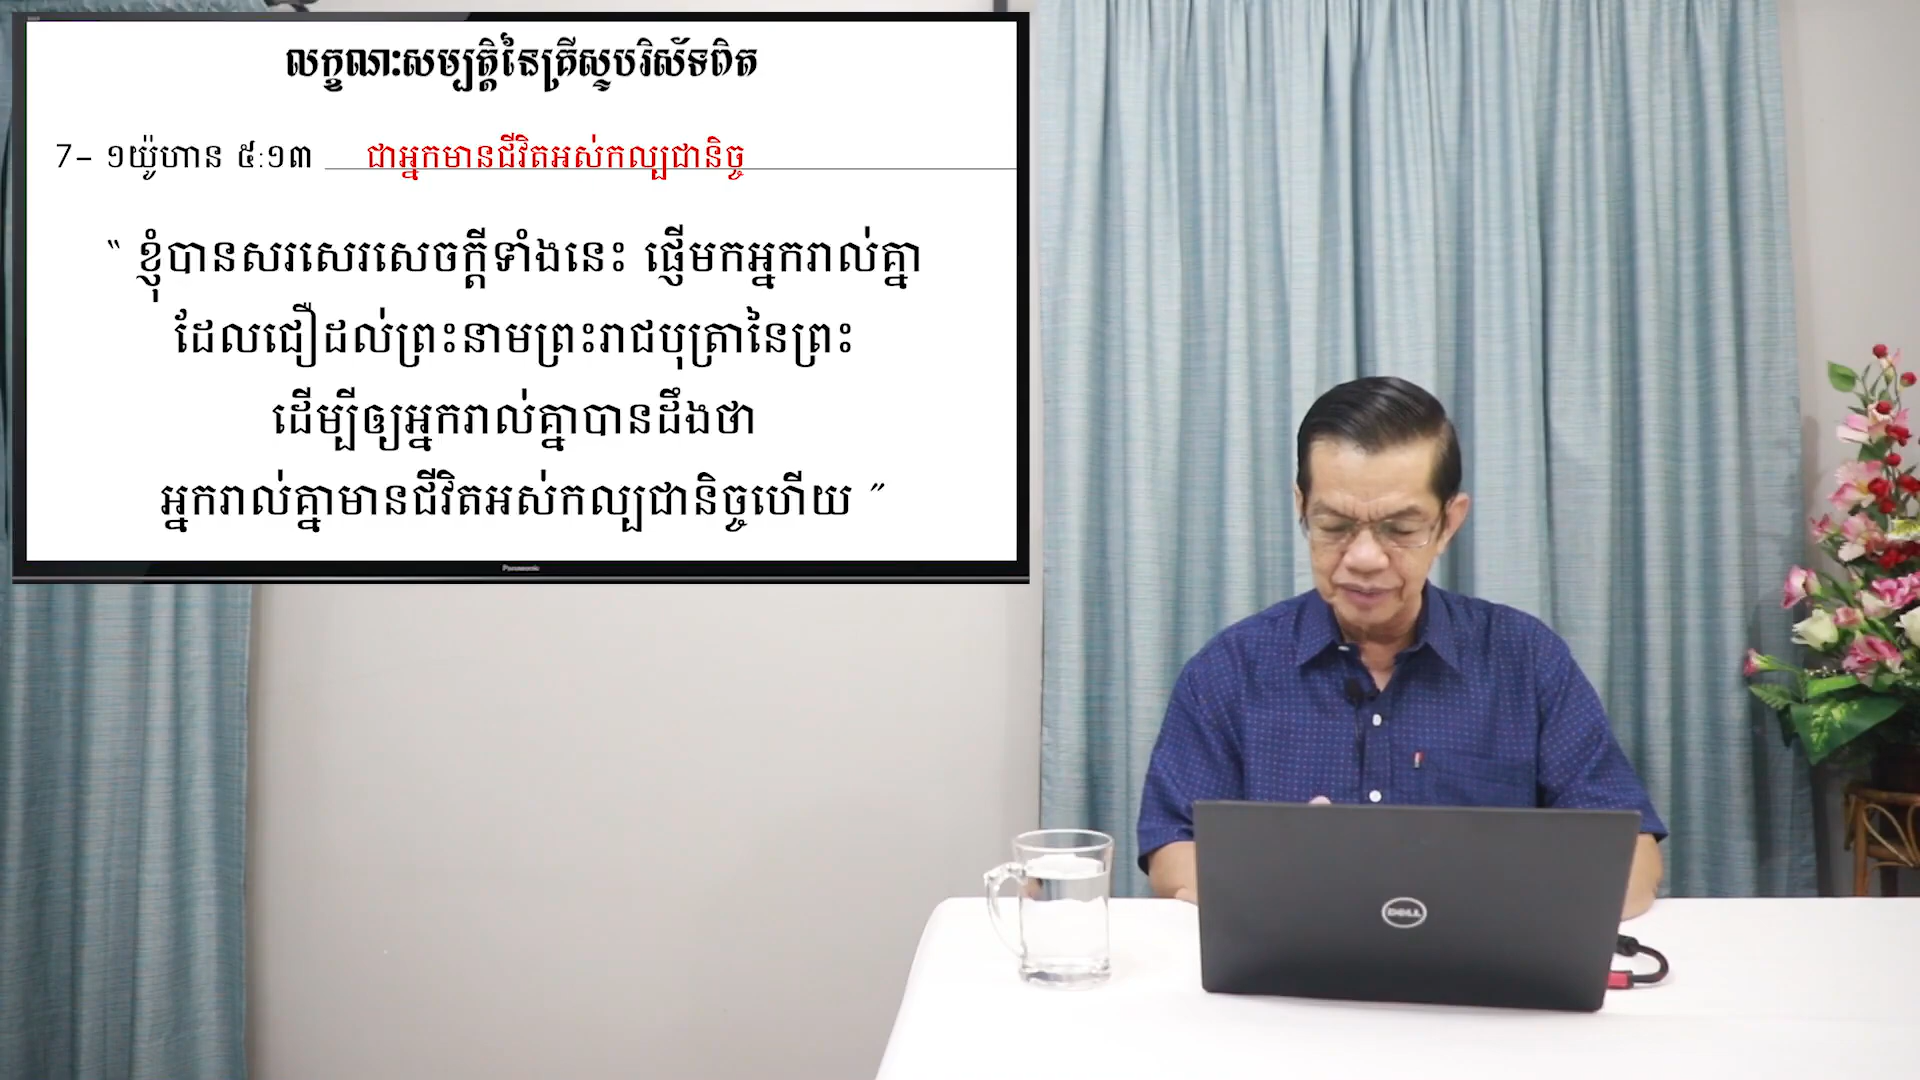 លក្ខណៈសម្បត្តិនៃគ្រីស្ទបរិស័ទពិត
7- ១យ៉ូហាន ៥:១៣ ជាអ្នកមានជីវិតអស់កល្បជានិច្ច
“ ខ្ញុំបានសរសេរសេចក្ដីទាំងនេះ ផ្ញើមកអ្នករាល់គ្នា
ដែលជឿដល់ព្រះនាមព្រះរាជបុត្រានៃព្រះ
ដើម្បីឲ្យអ្នករាល់គ្នាបានដឹងថា
អ្នករាល់គ្នាមានជីវិតអស់កល្បជានិច្ចហើយ ”
Panasonic
DELL